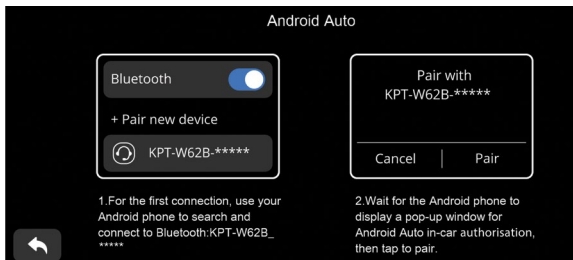 Android Auto
Bluetooth
+ Pair new device
KPT-W62B-*****
1.For the first connection, use your
Android phone to search and
connect to Bluetooth:KPT-W62B_
*****
Pair with
KPT-W62B-*****
Cancel
Pair
2.Wait for the Android phone to
display a pop-up window for
Android Auto in-car authorisation,
then tap to pair.